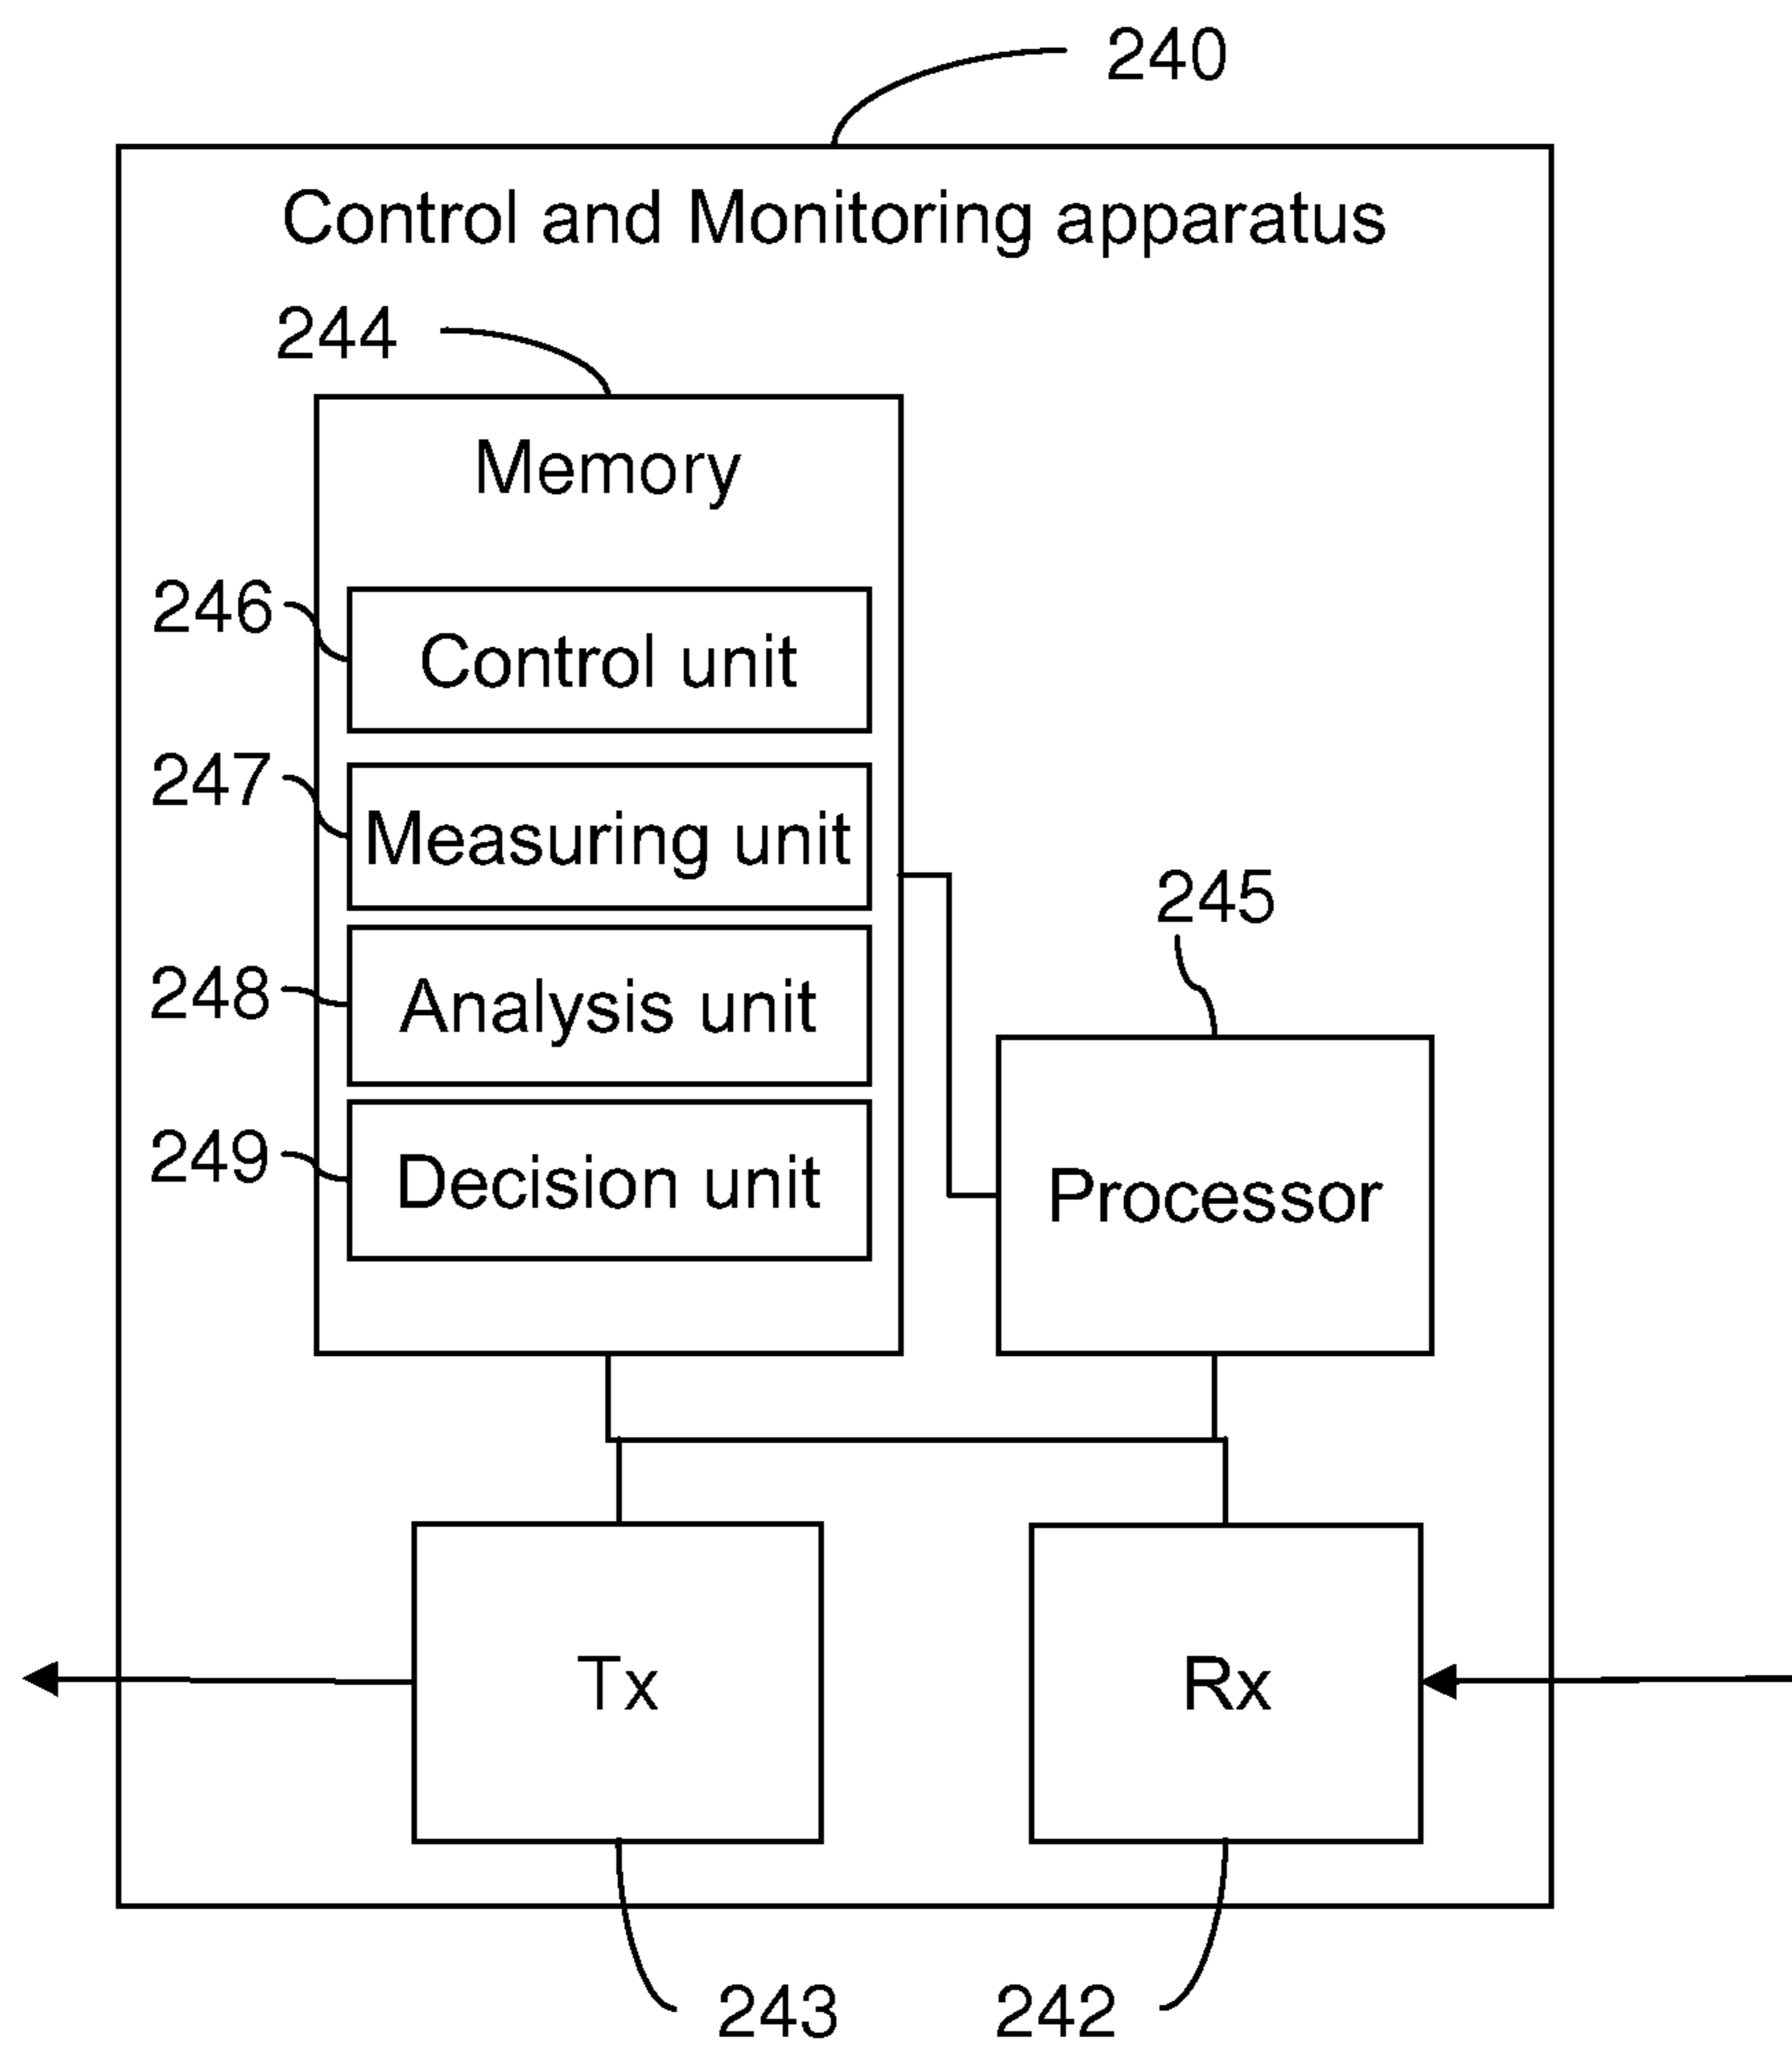 240
Control and Monitoring apparatus
244
Memory
246
Control unit
247
Measuring unit
245
248
Analysis unit
249
Decision unit
Processor
Tx
Rx
243
242